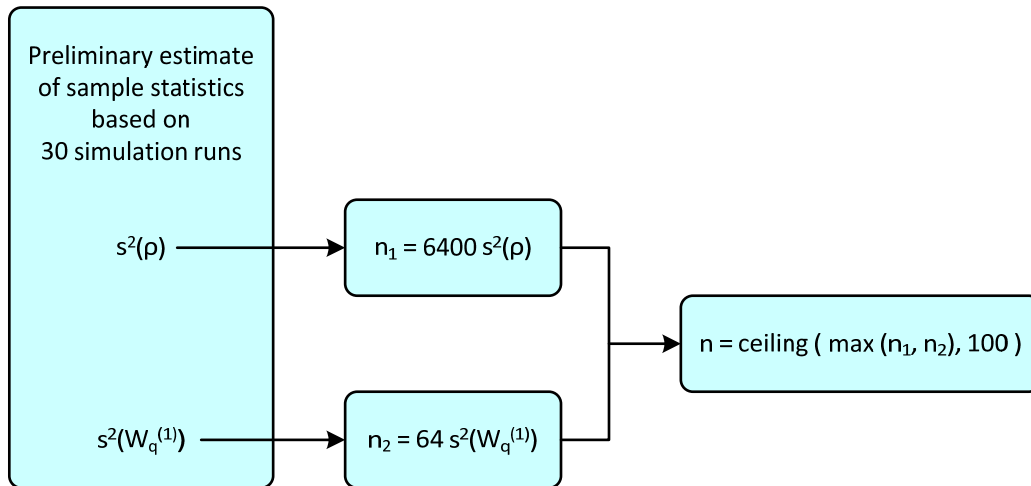 Preliminary estimate
of sample statistics
based on
30 simulation runs
s²(ρ)
n₁ = 6400 s²(ρ)
n = ceiling ( max (n₁, n₂), 100 )
s²(W_q⁽¹⁾)
n₂ = 64 s²(W_q⁽¹⁾)